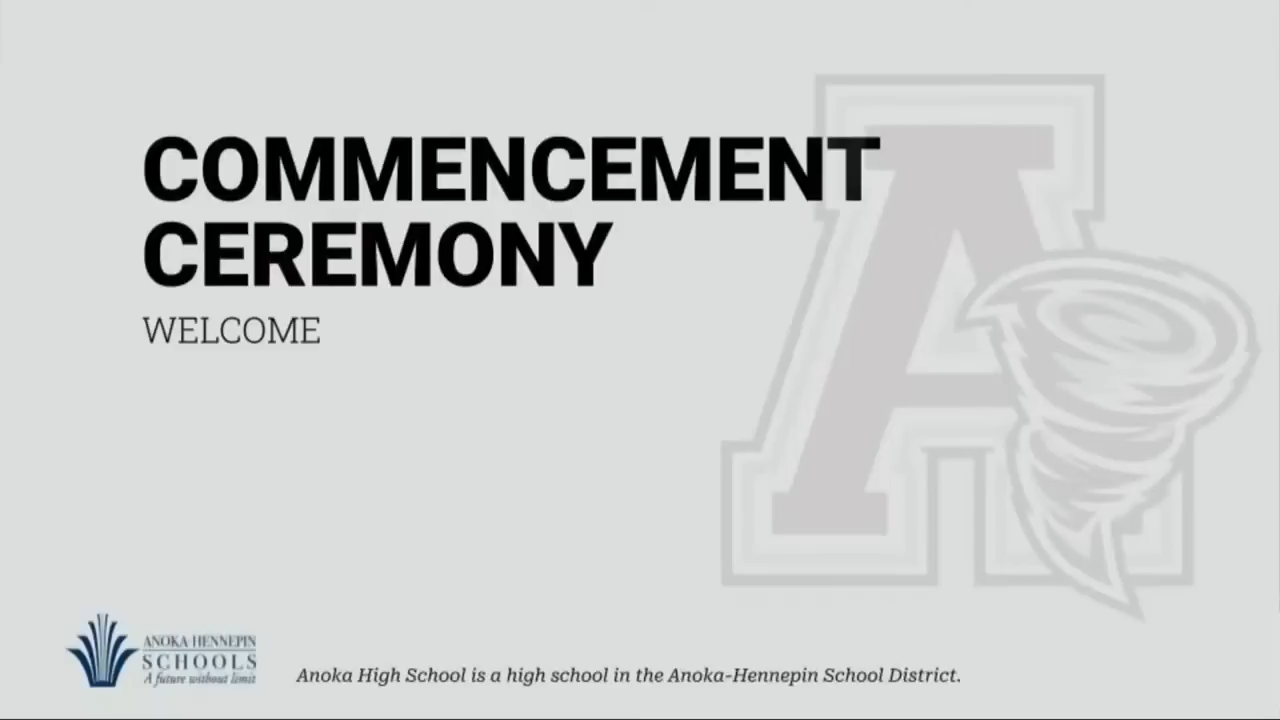 COMMENCEMENT
CEREMONY
WELCOME
A
ANOKA HENNEPIN
SCHOOLS
A future without limit
Anoka High School is a high school in the Anoka-Hennepin School District.